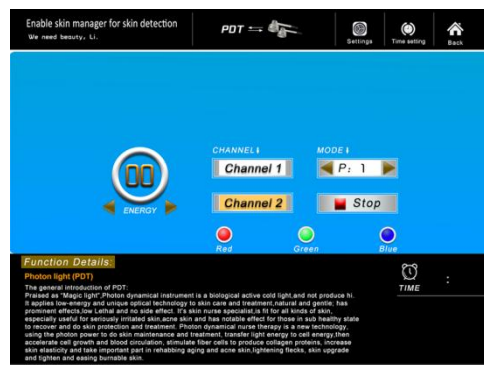 Enable skin manager for skin detection
We need beauty, Li.
PDT
Settings
Time setting
Back
CHANNEL
MODE
Channel 1
P: 1
00
ENERGY
Channel 2
Stop
Red
Green
Blue
Function Details:
Photon light (PDT)
TIME
:
The general introduction of PDT:
Praised as "Magic light",Photon dynamical instrument is a biological active cold light,and not produce hi.
It applies low-energy and unique optical technology to skin care and treatment,natural and gentle; has
prominent effects,low Lethal and no side effect. It's skin nurse specialist,is fit for all kinds of skin,
especially useful for seriously irritated skin,acne skin and has notable effect for those in sub healthy state
to recover and do skin protection and treatment. Photon dynamical nurse therapy is a new technology,
using the photon power to do skin maintenance and treatment, transfer light energy to cell energy,then
accelerate cell growth and blood circulation, stimulate fiber cells to produce collagen proteins, increase
skin elasticity and take important part in rehabbing aging and acne skin,lightening flecks, skin upgrade
and tighten and easing burnable skin.